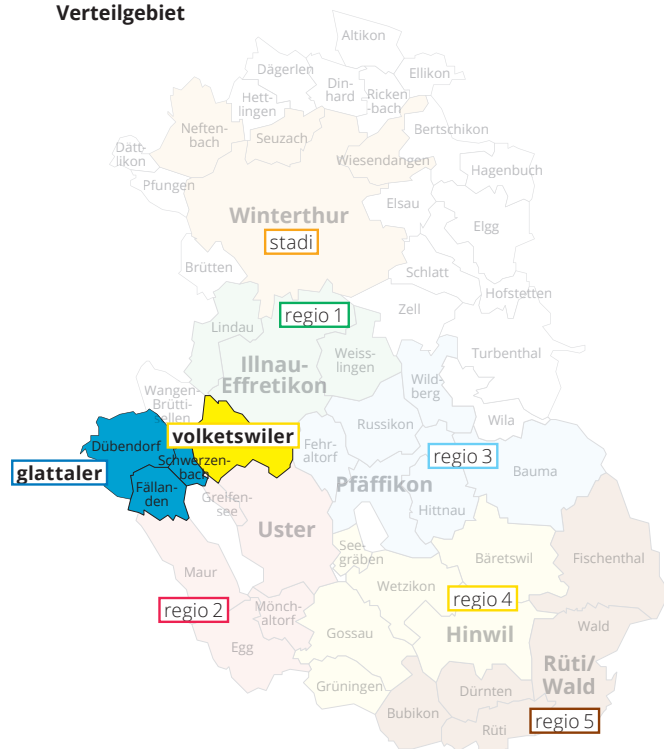 Verteilgebiet
Altikon
Dägerlen
Ellikon
Din-
hard
Ricken
bach
Hett-
lingen
Neften-
bach
Seuzach
Bertschikon
Dätt-
likon
Wiesendangen
Hagenbuch
Pfungen
Elsau
Winterthur
Elgg
stadi
Brütten
Schlatt
Hofstetten
Zell
regio 1
Lindau
Turbenthal
Weiss-
lingen
Illnau-
Effretikon
Wild-
berg
Wangen-
Brütti-
sellen
Russikon
Wila
volketswiler
Dübendorf
Fehr-
altorf
regio 3
Schwerzen-
bach
Bauma
glattaler
Pfäffikon
Fällan-
den
Greifen-
see
Hittnau
Uster
See-
gräben
Bäretswil
Fischenthal
Maur
Wetzikon
regio 4
regio 2
Mönch-
altorf
Gossau
Hinwil
Wald
Egg
Rüti/
Wald
Grüningen
Dürnten
Bubikon
Rüti
regio 5